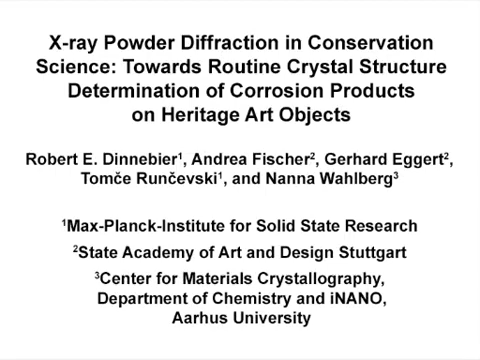 X-ray Powder Diffraction in Conservation
Science: Towards Routine Crystal Structure
Determination of Corrosion Products
on Heritage Art Objects
Robert E. Dinnebier¹, Andrea Fischer², Gerhard Eggert²,
Tomče Runčevski¹, and Nanna Wahlberg³
¹Max-Planck-Institute for Solid State Research
²State Academy of Art and Design Stuttgart
³Center for Materials Crystallography,
Department of Chemistry and iNANO,
Aarhus University